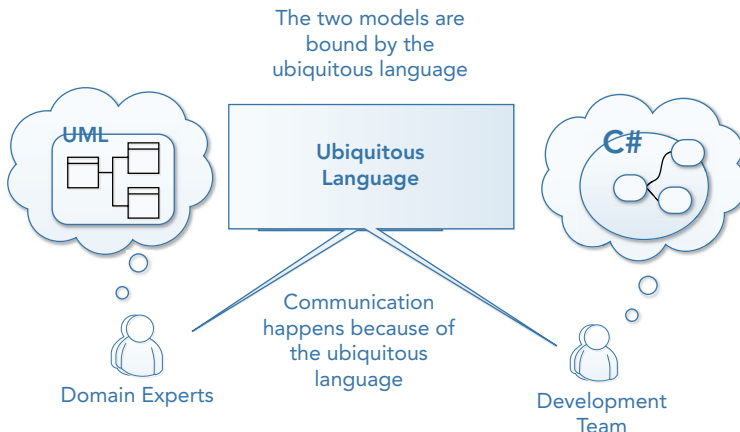 The two models are
bound by the
ubiquitous language
UML
Ubiquitous
Language
C#
Communication
happens because of
the ubiquitous
language
Domain Experts
Development
Team